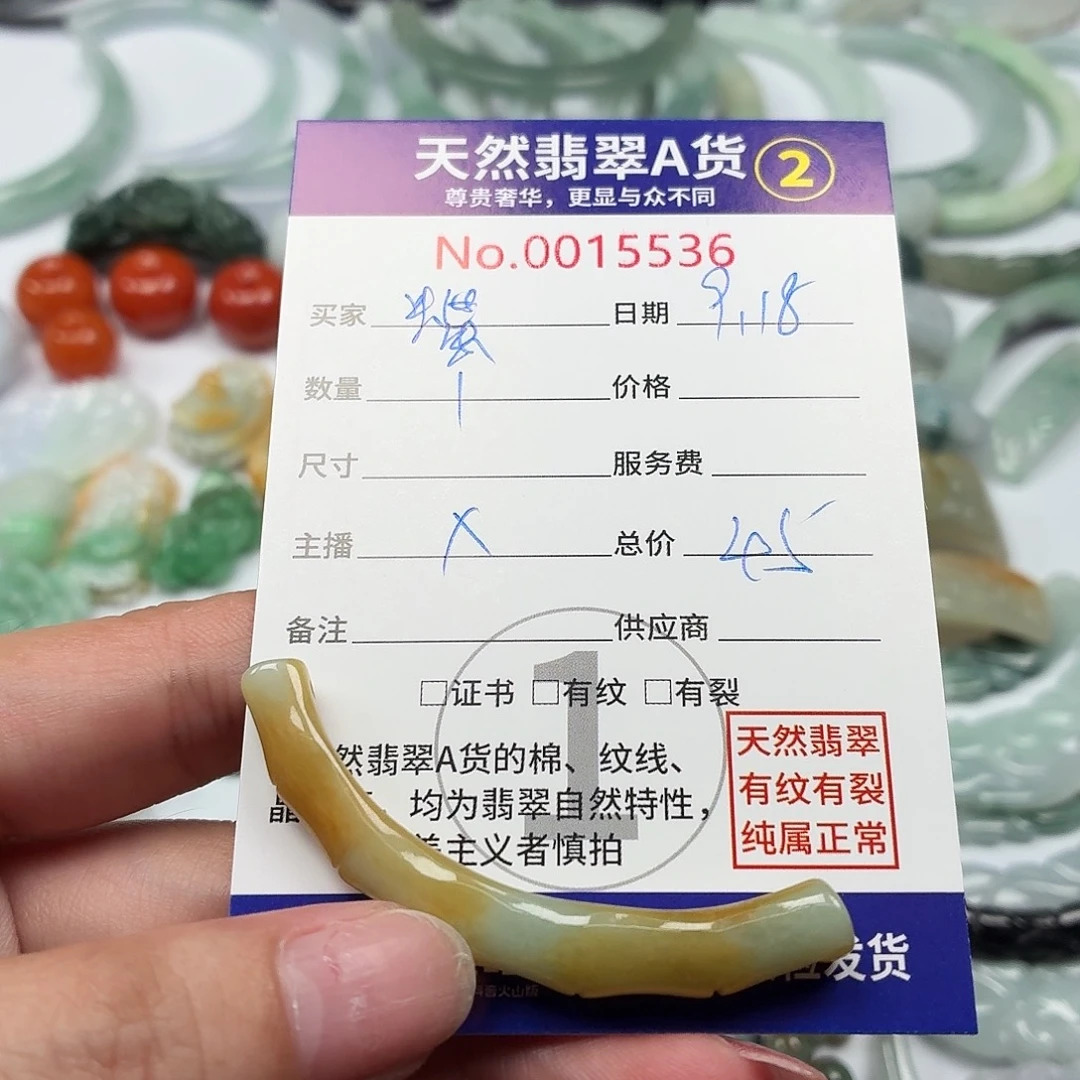 天然翡翠A货 2
尊贵奢华，更显与众不同
No.0015536
买家 日期 9.18
数量 1 价格
尺寸 服务费
主播 X 总价 45
备注 供应商
1
□证书 □有纹 □有裂
然翡翠A货的棉、纹线、
晶 均为翡翠自然特性，
美主义者慎拍
天然翡翠
有纹有裂
纯属正常
发货